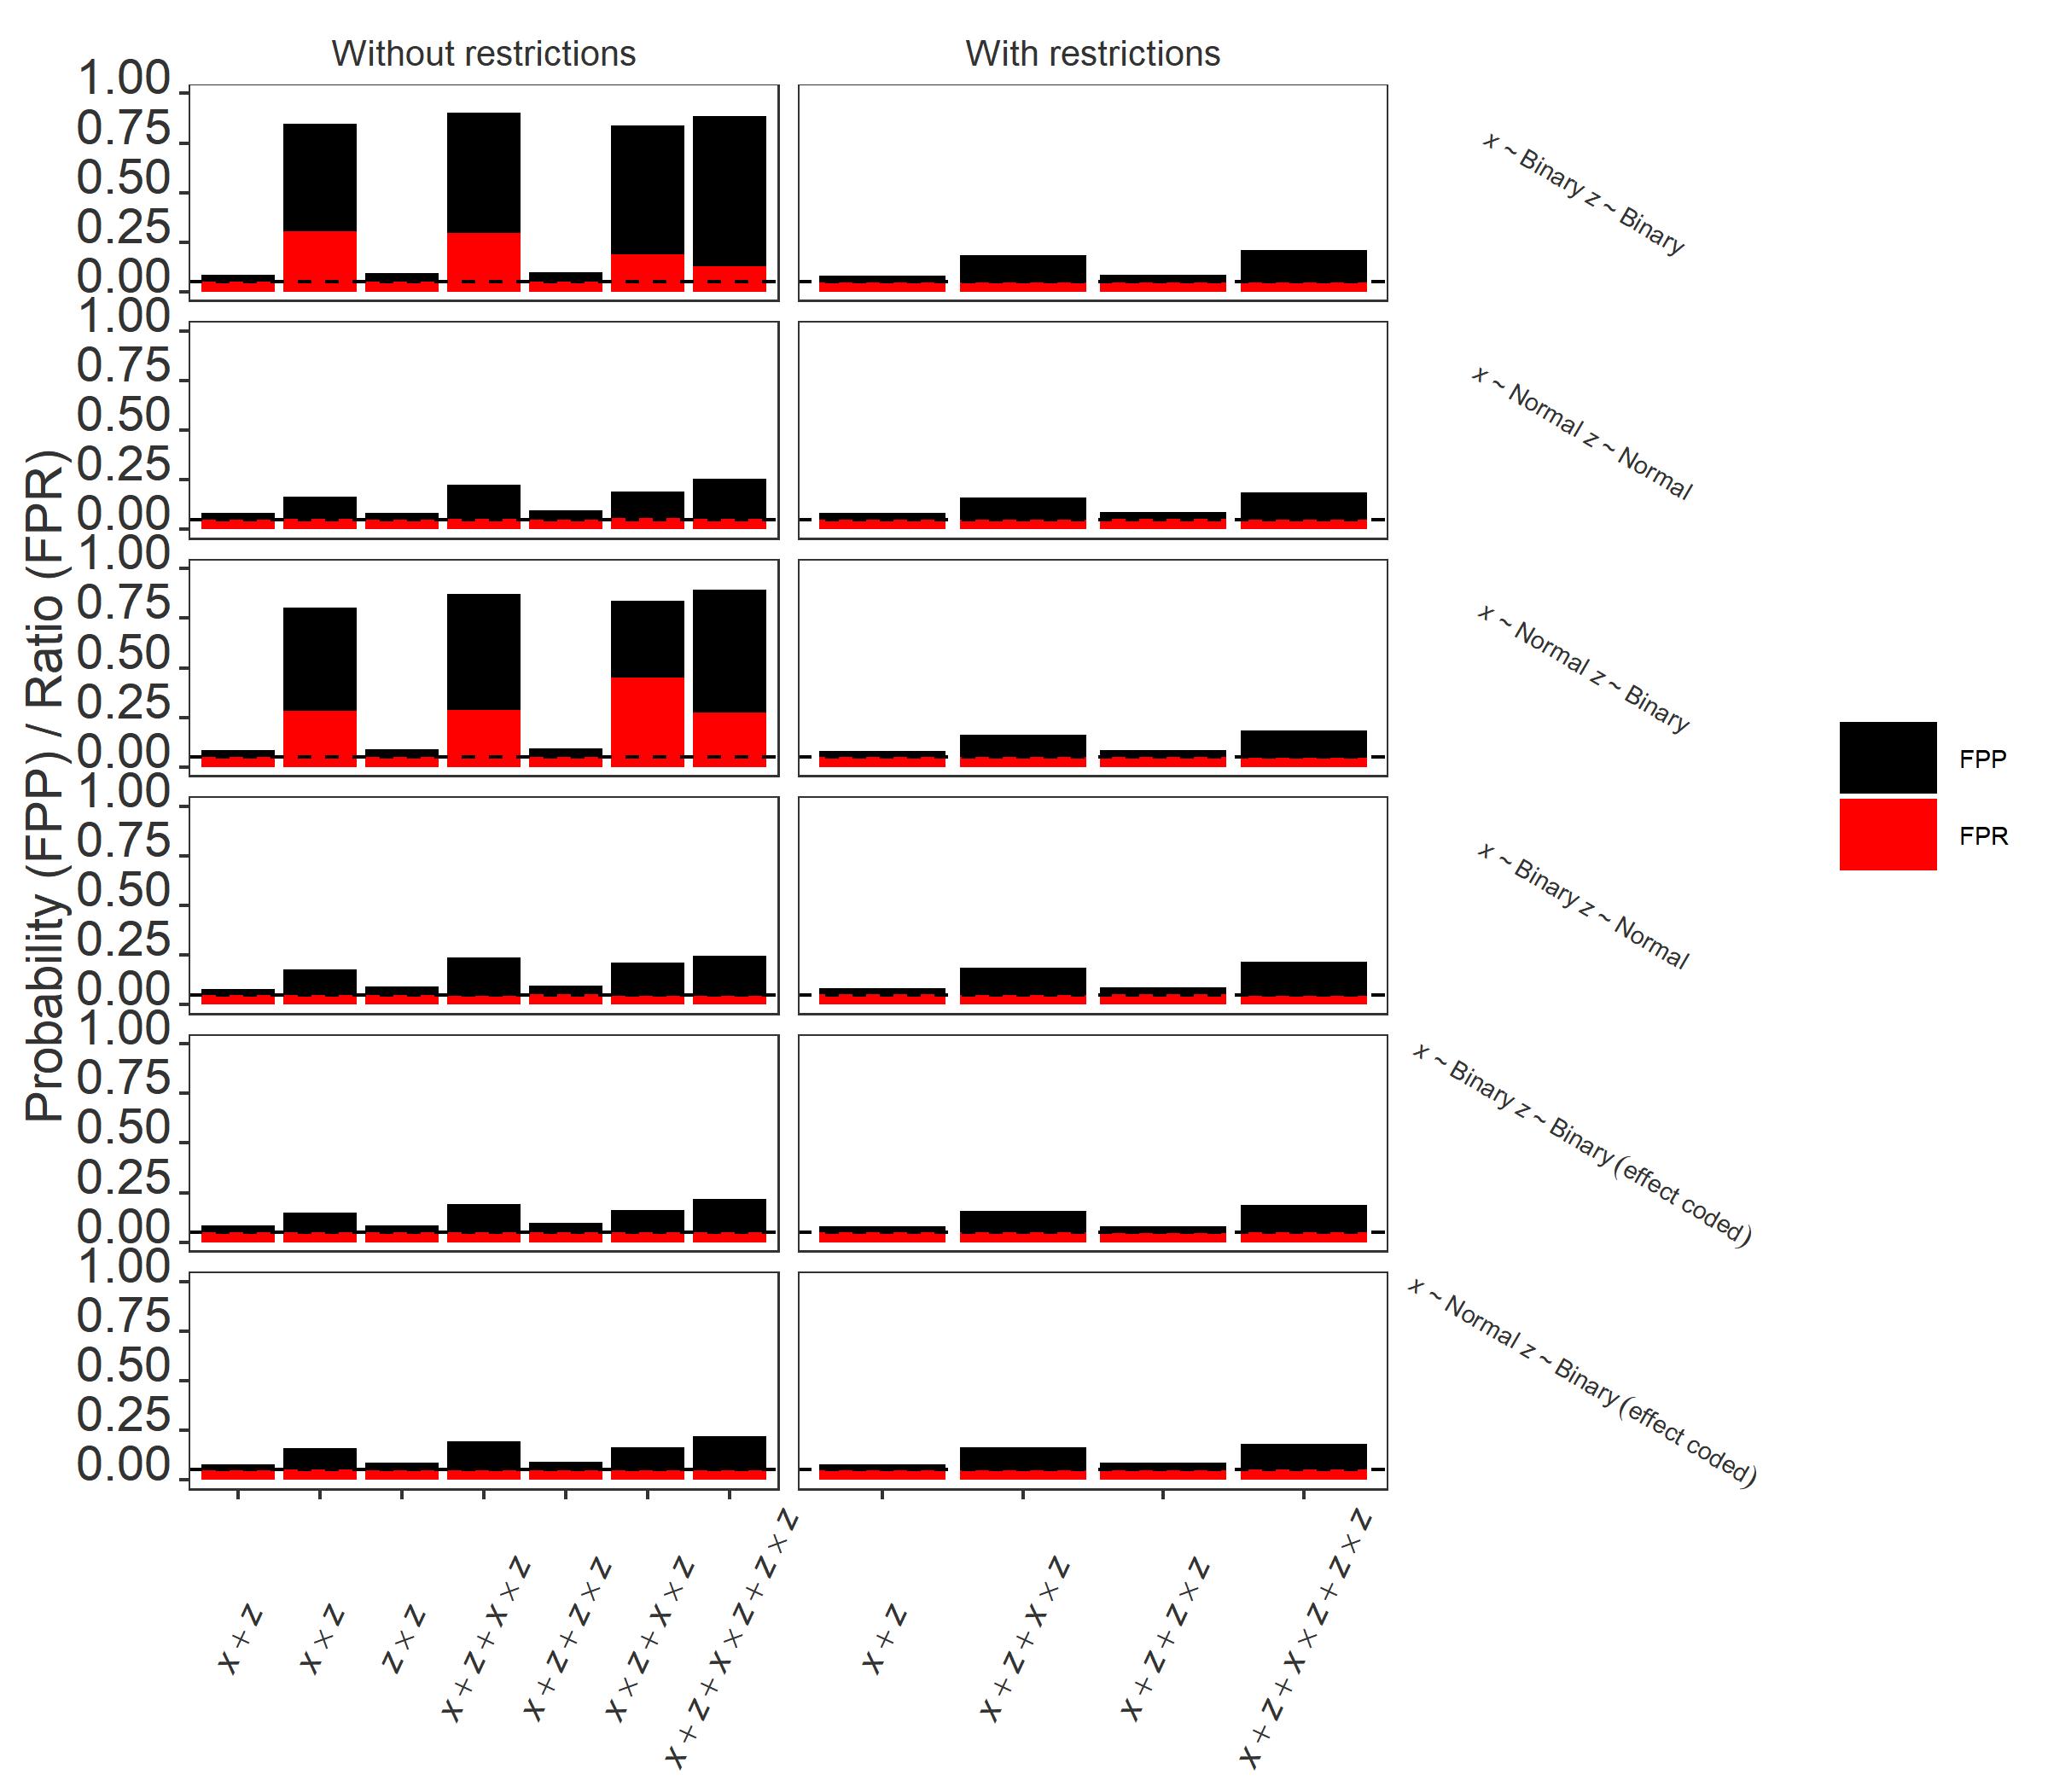 Without restrictions
With restrictions
Probability (FPP) / Ratio (FPR)
1.00
0.75
0.50
0.25
0.00
x ~ Binary z ~ Binary
1.00
0.75
0.50
0.25
0.00
x ~ Normal z ~ Normal
1.00
0.75
0.50
0.25
0.00
x ~ Normal z ~ Binary
1.00
0.75
0.50
0.25
0.00
x ~ Binary z ~ Normal
1.00
0.75
0.50
0.25
0.00
x ~ Binary z ~ Binary (effect coded)
1.00
0.75
0.50
0.25
0.00
x ~ Normal z ~ Binary (effect coded)
FPP
FPR
x + z
x × z
z × z
x + z + x × z
x + z + z × z
x × z + x × z
x + z + x × z + z × z
x + z
x + z + x × z
x + z + z × z
x + z + x × z + z × z